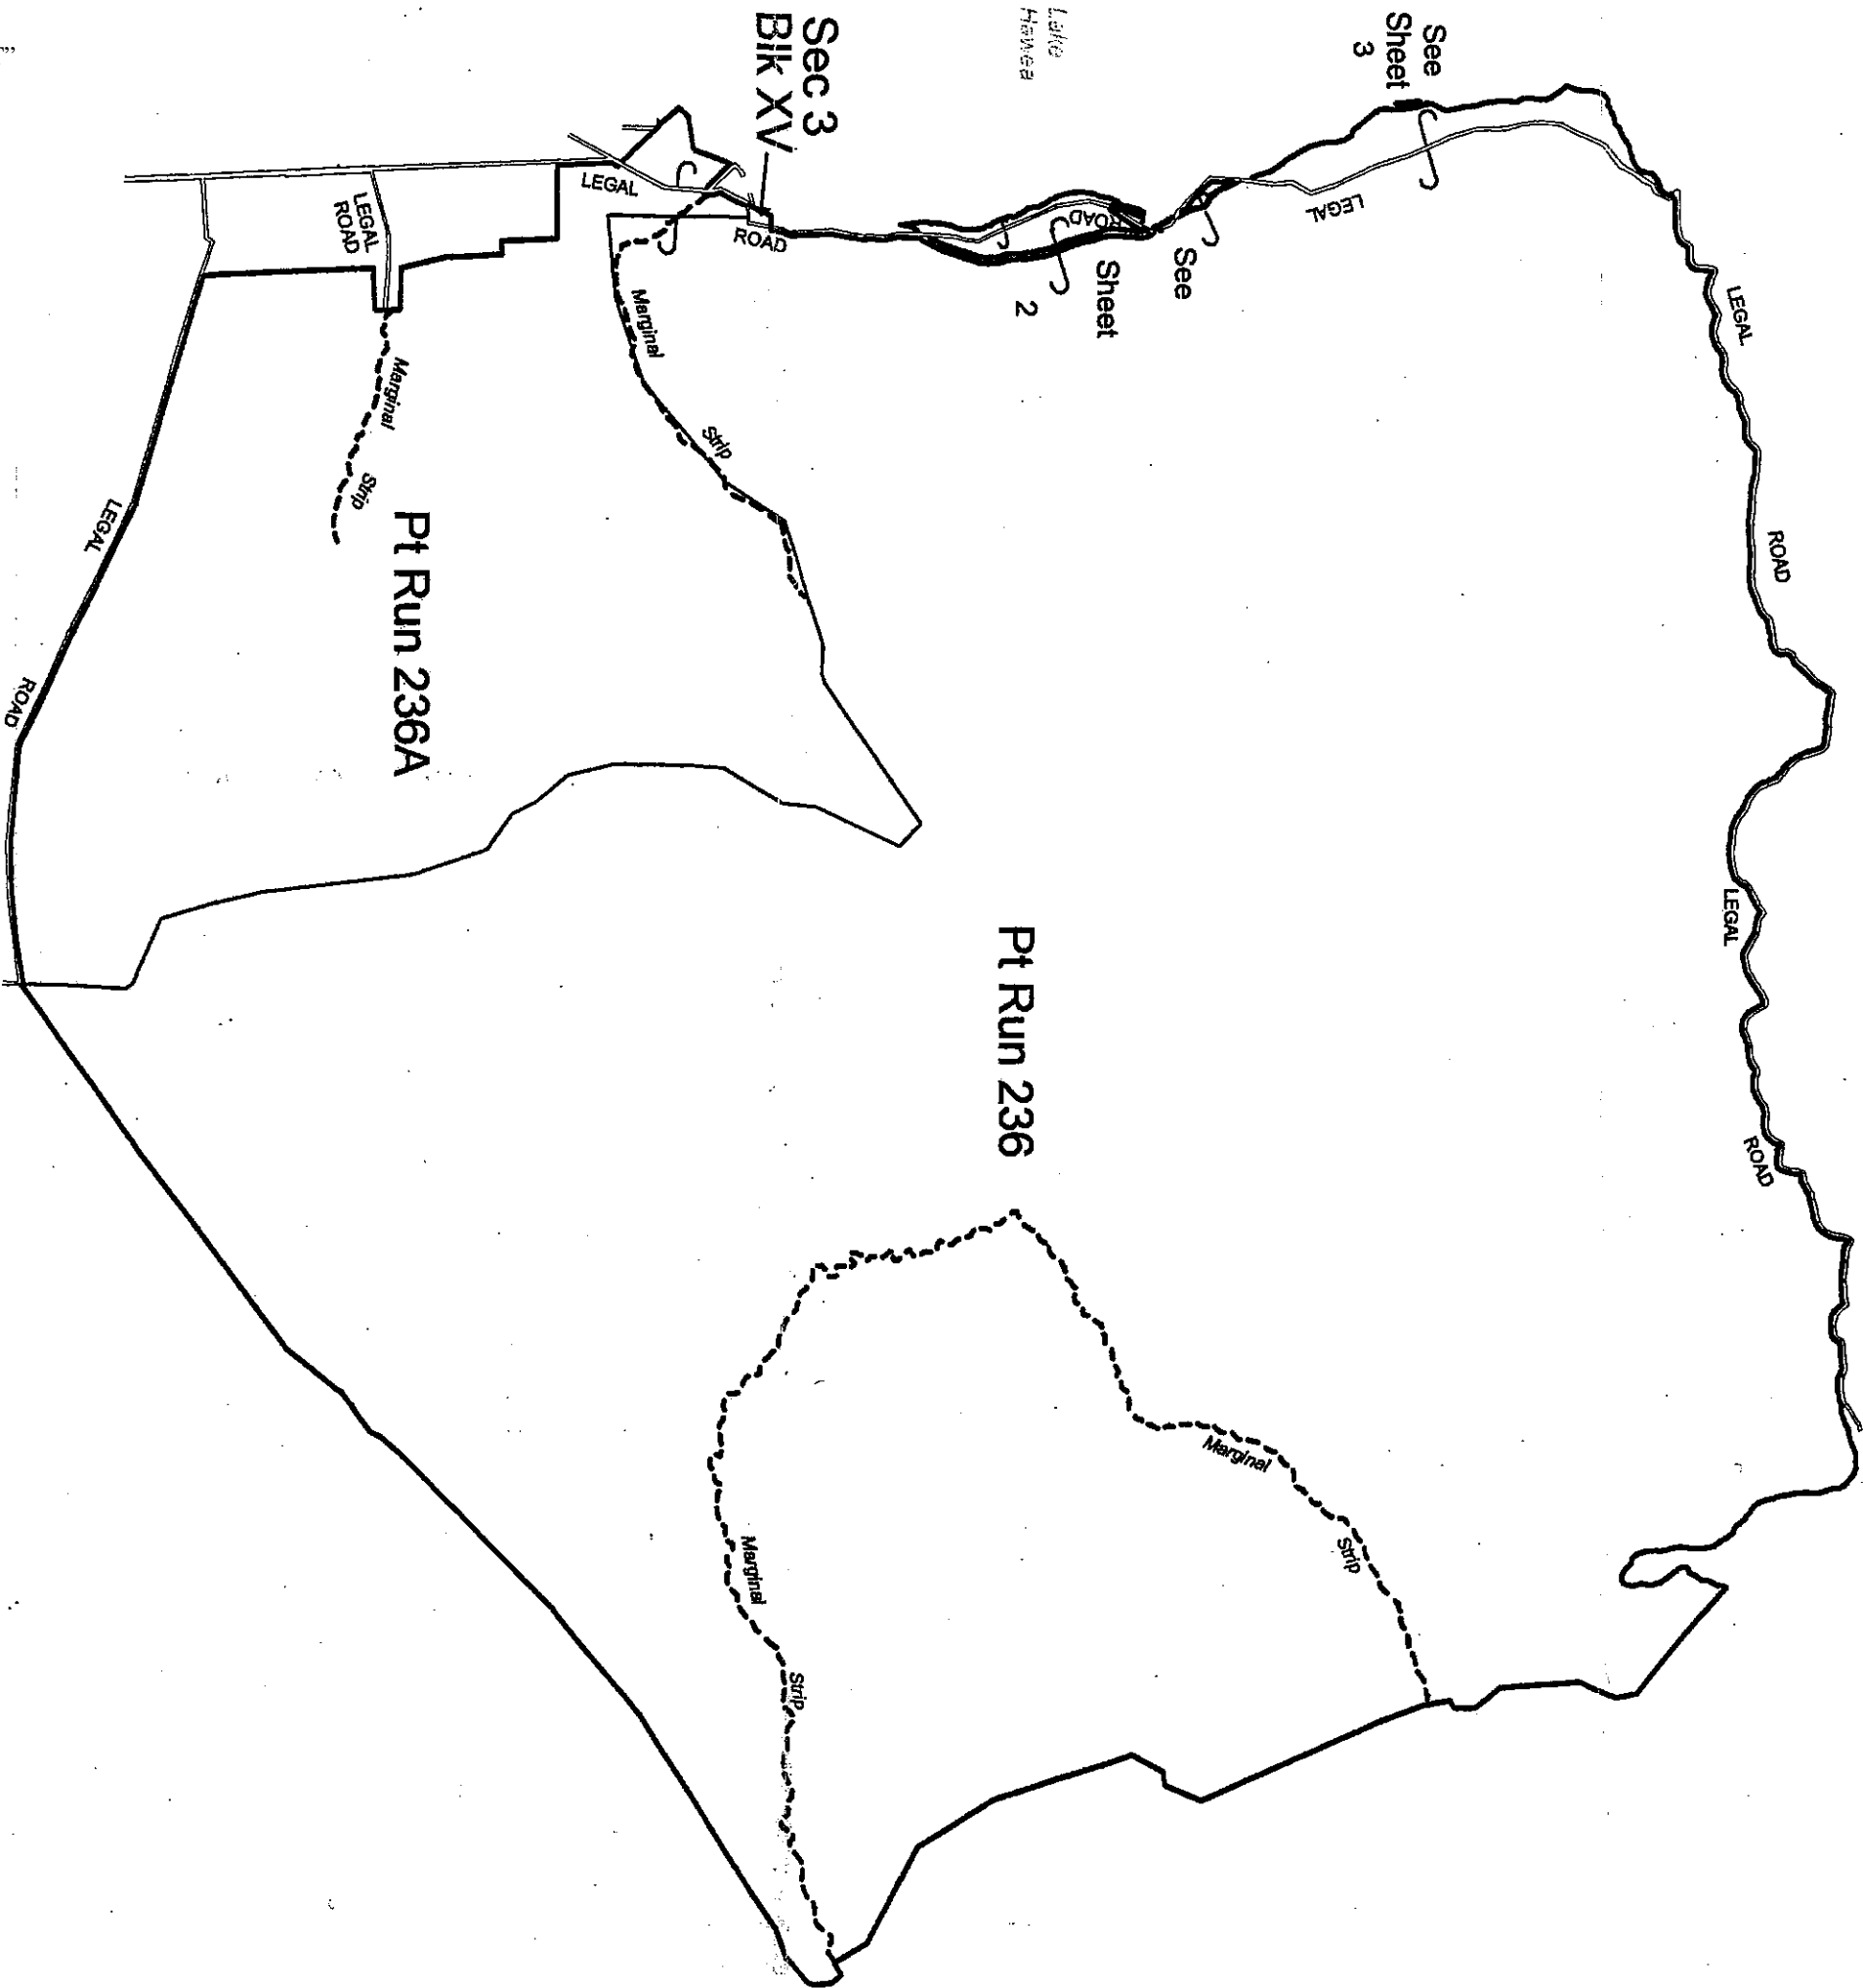 See
Sheet
3
Lake
Hawea
Sec 3
Blk XV
LEGAL
ROAD
LEGAL
ROAD
LEGAL
ROAD
See
Sheet
2
LEGAL
ROAD
LEGAL
ROAD
LEGAL
ROAD
Marginal
Strip
Marginal
Strip
LEGAL
ROAD
Pt Run 236A
Pt Run 236
Marginal
Strip
Marginal
Strip